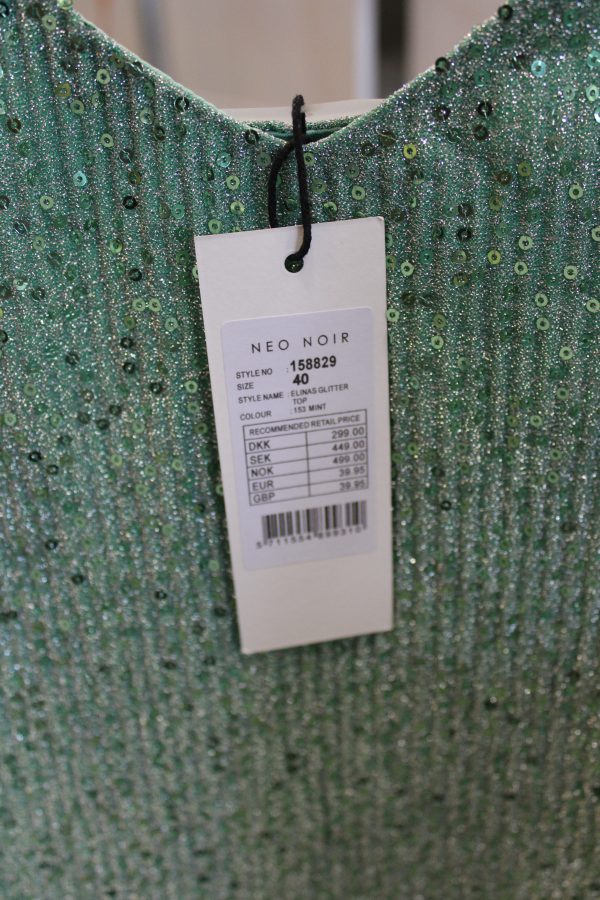 NEO NOIR
STYLE NO : 158829
SIZE 40
STYLE NAME : ELINAS GLITTER
TOP
COLOUR : 153 MINT
RECOMMENDED RETAIL PRICE
DKK 299.00
SEK 449.00
NOK 499.00
EUR 39.95
GBP 39.95